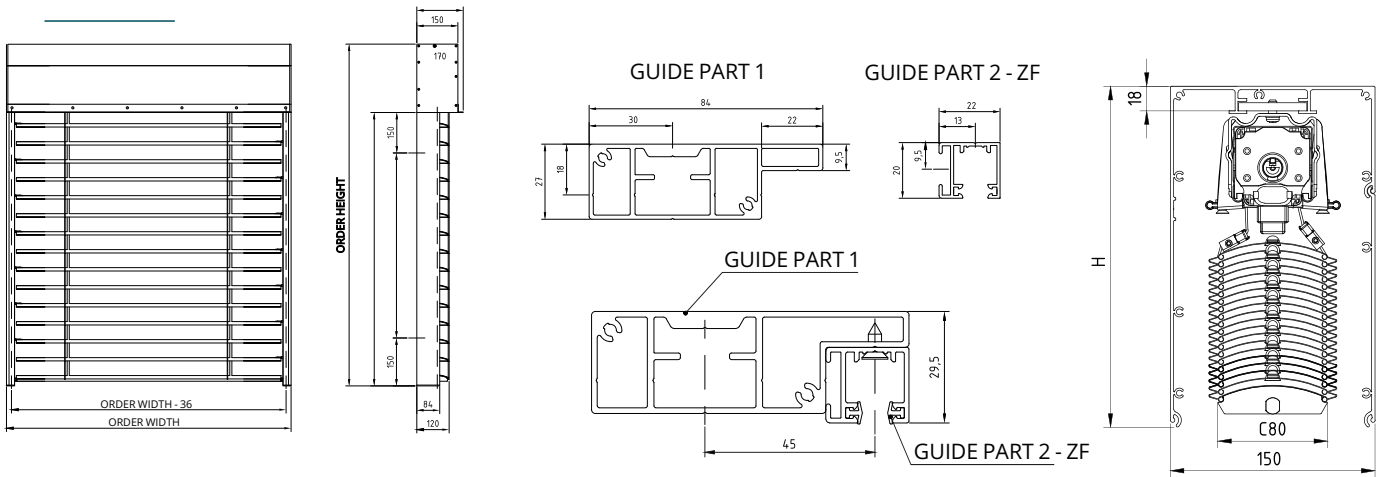 150
170
ORDER HEIGHT
150
150
84
120
ORDER WIDTH - 36
ORDER WIDTH
GUIDE PART 1
84
30
22
27
18
9,5
GUIDE PART 2 - ZF
22
13
20
9,5
GUIDE PART 1
29,5
45
GUIDE PART 2 - ZF
18
H
C80
150